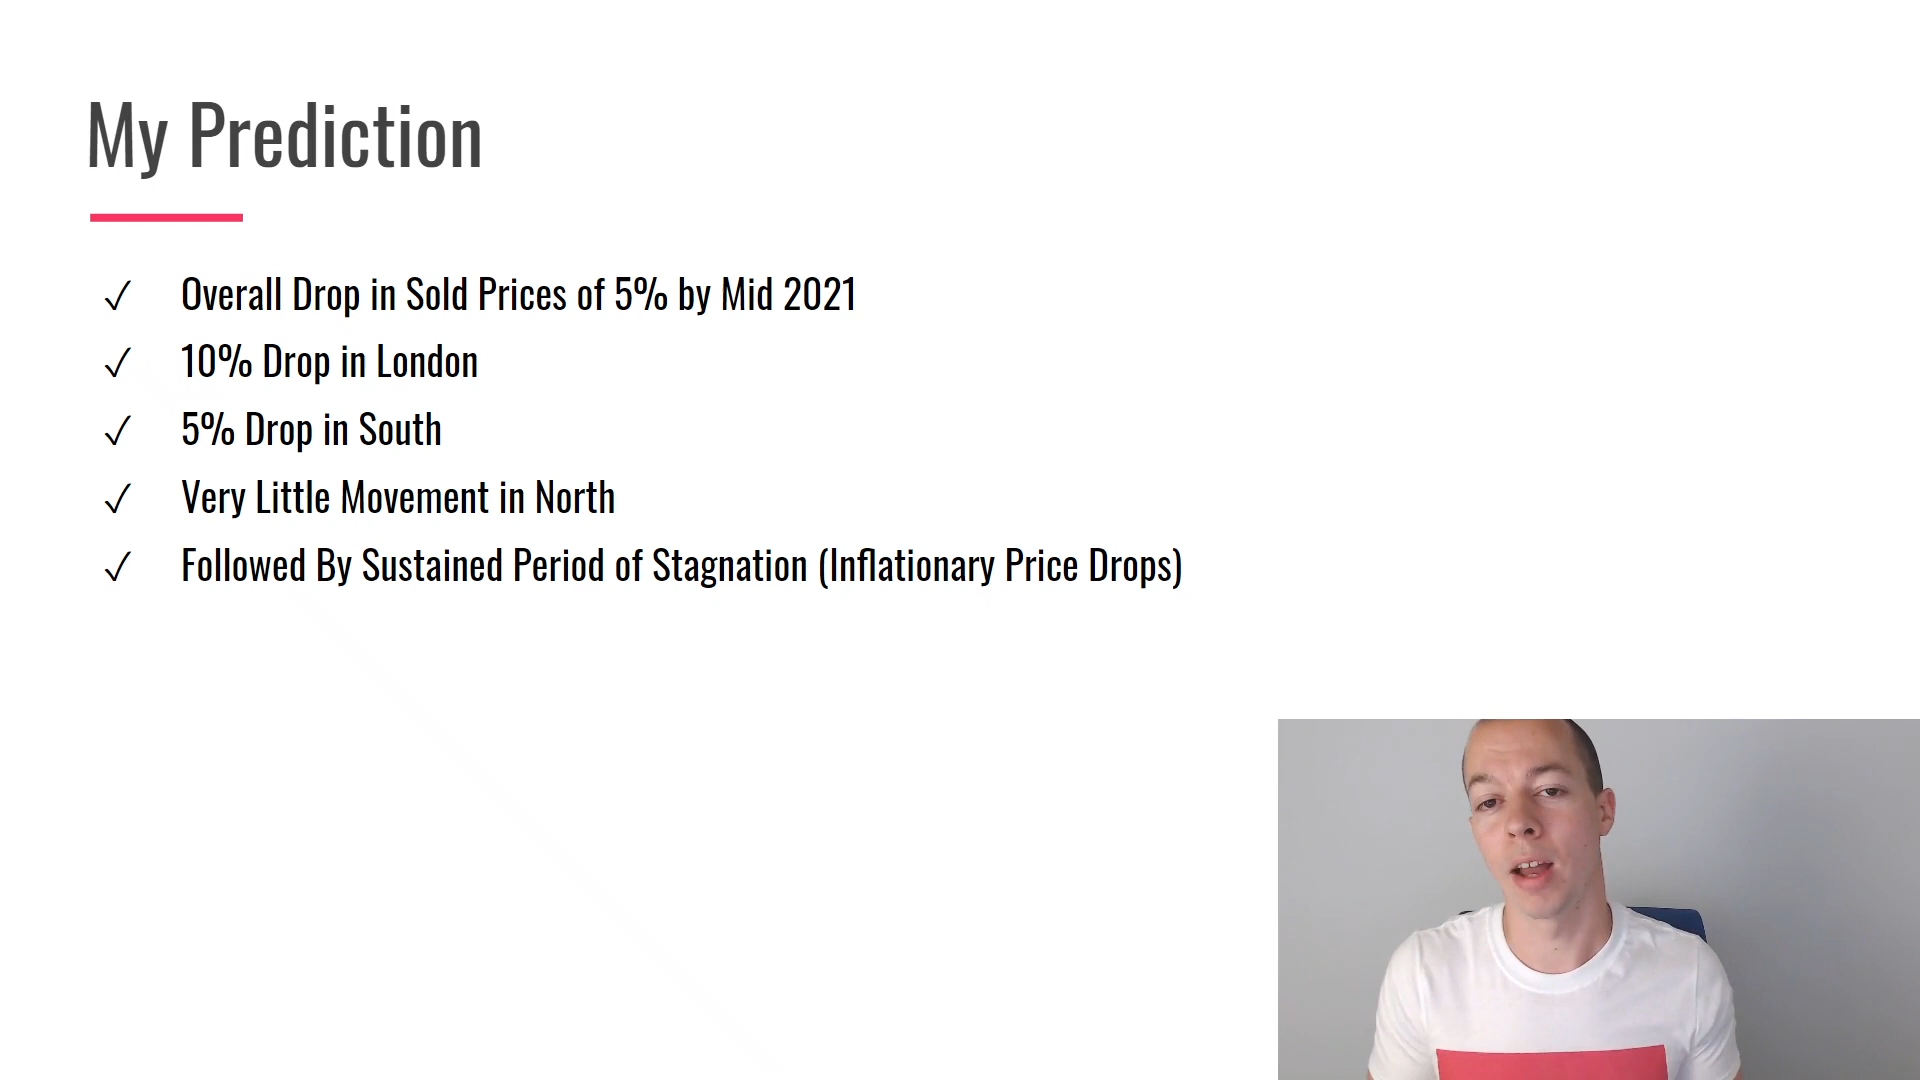 My Prediction
✓ Overall Drop in Sold Prices of 5% by Mid 2021
✓ 10% Drop in London
✓ 5% Drop in South
✓ Very Little Movement in North
✓ Followed By Sustained Period of Stagnation (Inflationary Price Drops)